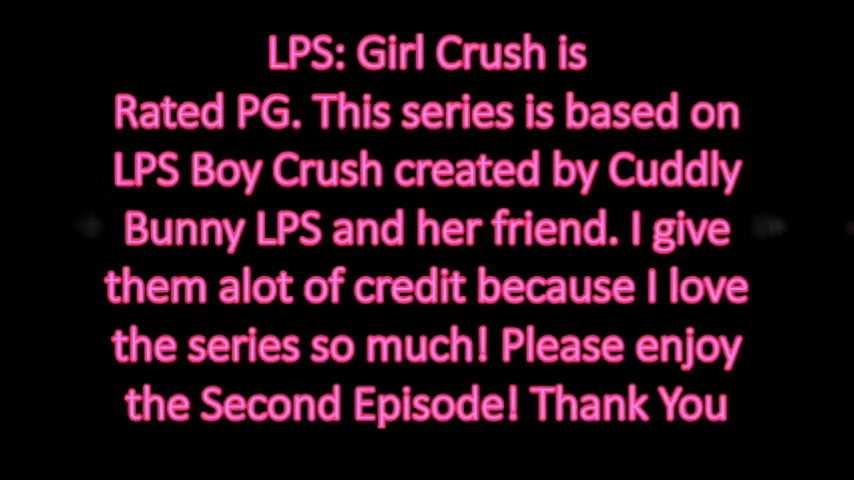 LPS: Girl Crush is
Rated PG. This series is based on
LPS Boy Crush created by Cuddly
Bunny LPS and her friend. I give
them alot of credit because I love
the series so much! Please enjoy
the Second Episode! Thank You